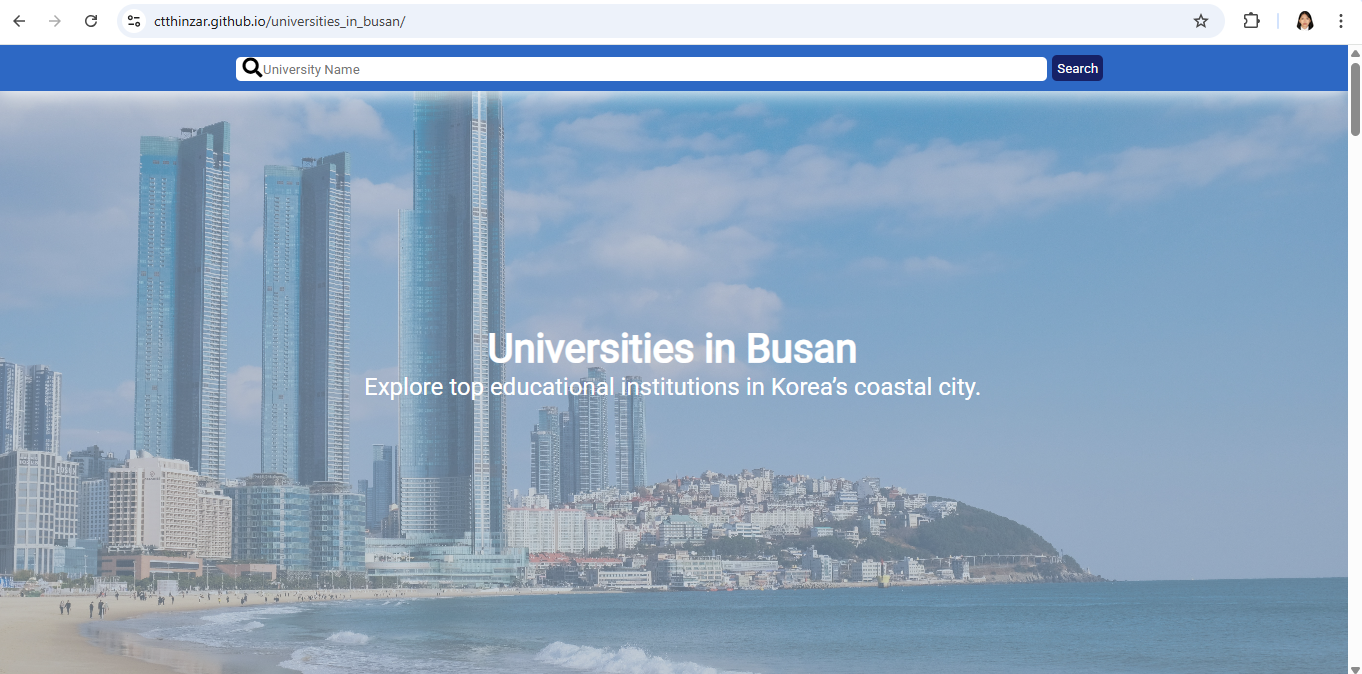 ctthinzar.github.io/universities_in_busan/
University Name
Search
Universities in Busan
Explore top educational institutions in Korea’s coastal city.